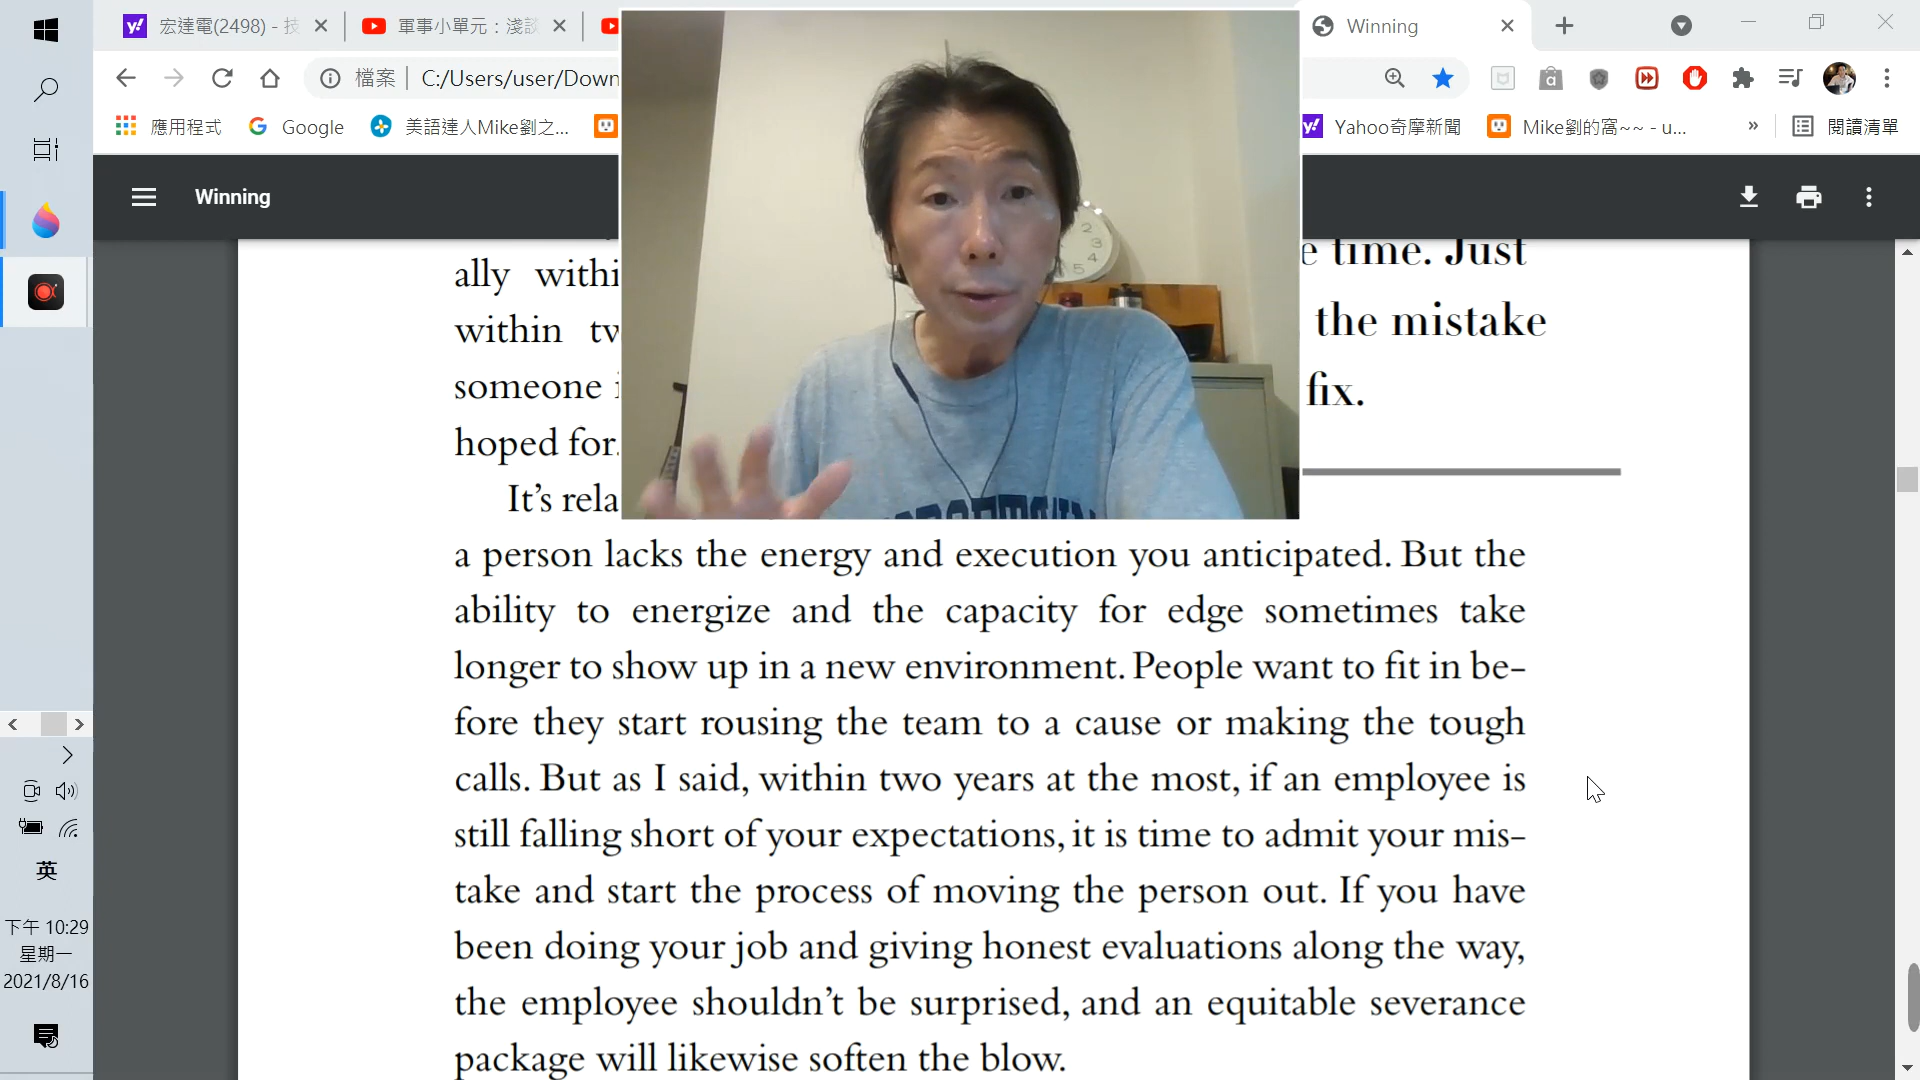 宏達電(2498) - 技
軍事小單元：淺談
Winning
檔案
C:/Users/user/Down
應用程式
Google
美語達人Mike劉之...
Yahoo奇摩新聞
Mike劉的窩~~ - u...
»
閱讀清單
Winning
ally withi
within tw
someone i
hoped for.
It's rela
e time. Just
the mistake
fix.
2
3
4
5
a person lacks the energy and execution you anticipated. But the
ability to energize and the capacity for edge sometimes take
longer to show up in a new environment. People want to fit in be-
fore they start rousing the team to a cause or making the tough
calls. But as I said, within two years at the most, if an employee is
still falling short of your expectations, it is time to admit your mis-
take and start the process of moving the person out. If you have
been doing your job and giving honest evaluations along the way,
the employee shouldn't be surprised, and an equitable severance
package will likewise soften the blow.
英
下午 10:29
星期一
2021/8/16